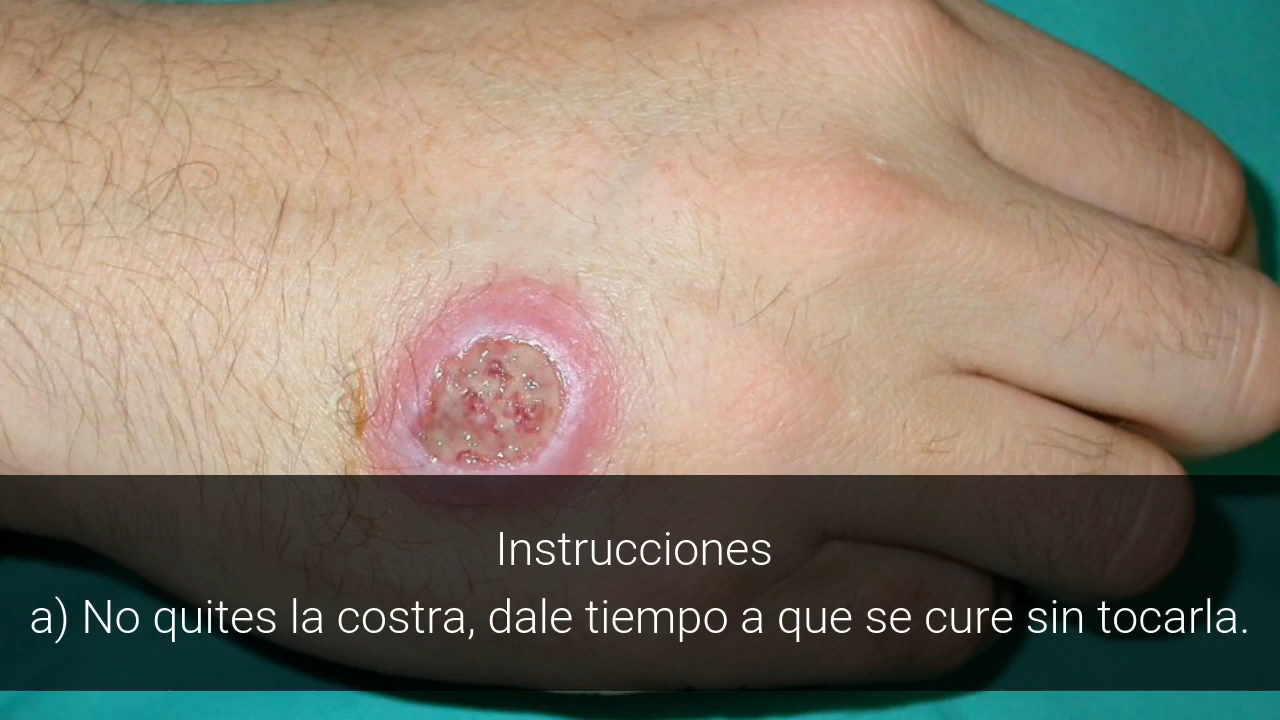 Instrucciones
a) No quites la costra, dale tiempo a que se cure sin tocarla.